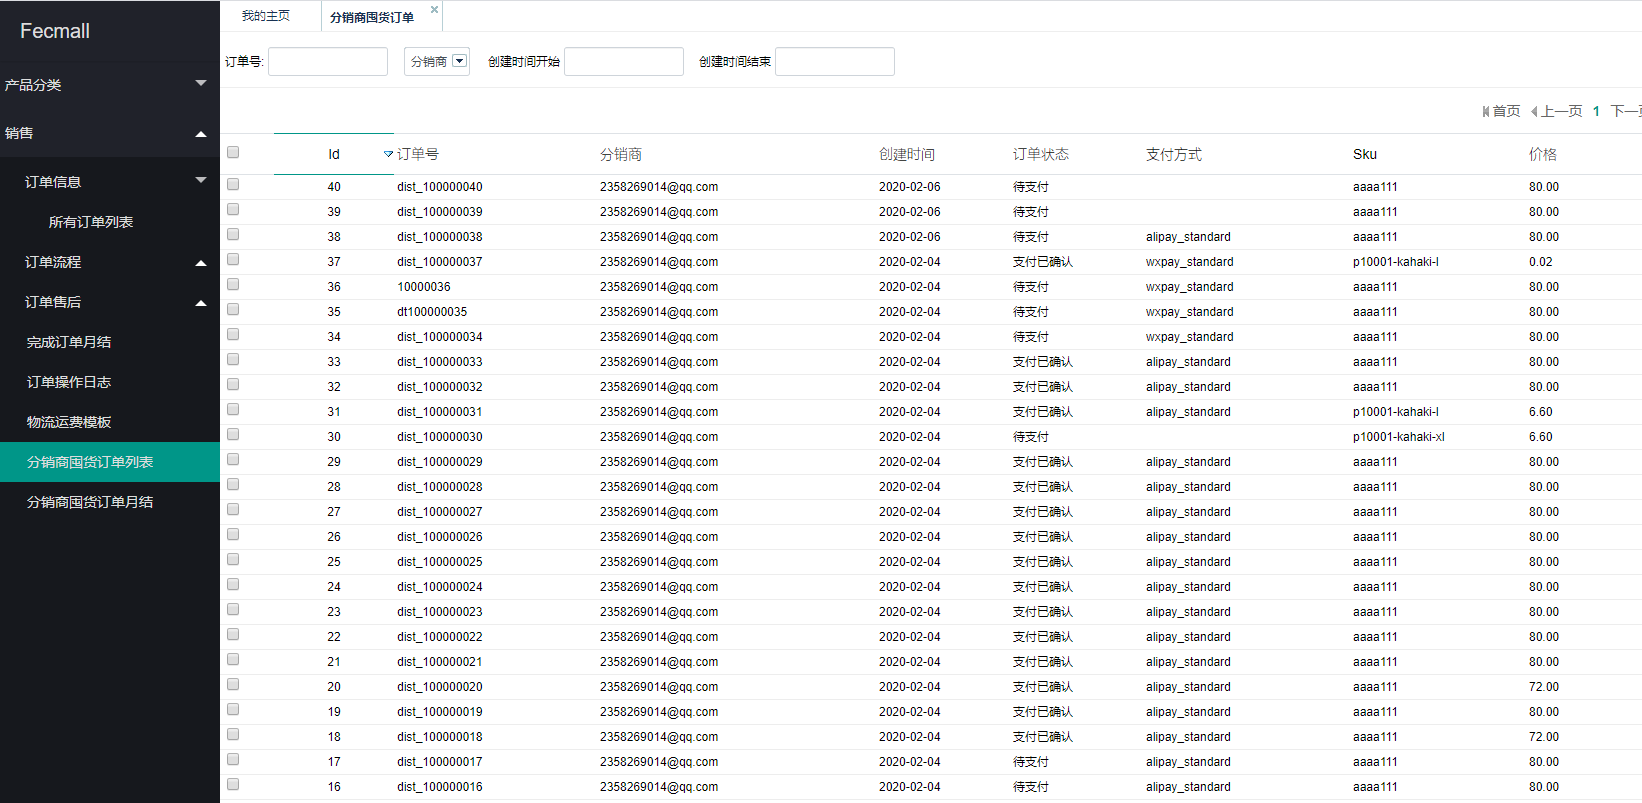 Fecmall
产品分类
销售
订单信息
所有订单列表
订单流程
订单售后
完成订单月结
订单操作日志
物流运费模板
分销商囤货订单列表
分销商囤货订单月结
我的主页 分销商囤货订单
订单号: 分销商 创建时间开始 创建时间结束
首页 上一页 1 下一
Id 订单号 分销商 创建时间 订单状态 支付方式 Sku 价格
40 dist_100000040 2358269014@qq.com 2020-02-06 待支付 aaaa111 80.00
39 dist_100000039 2358269014@qq.com 2020-02-06 待支付 aaaa111 80.00
38 dist_100000038 2358269014@qq.com 2020-02-06 待支付 alipay_standard aaaa111 80.00
37 dist_100000037 2358269014@qq.com 2020-02-04 支付已确认 wxpay_standard p10001-kahaki-l 0.02
36 10000036 2358269014@qq.com 2020-02-04 待支付 wxpay_standard aaaa111 80.00
35 dt100000035 2358269014@qq.com 2020-02-04 待支付 wxpay_standard aaaa111 80.00
34 dist_100000034 2358269014@qq.com 2020-02-04 待支付 wxpay_standard aaaa111 80.00
33 dist_100000033 2358269014@qq.com 2020-02-04 支付已确认 alipay_standard aaaa111 80.00
32 dist_100000032 2358269014@qq.com 2020-02-04 支付已确认 alipay_standard aaaa111 80.00
31 dist_100000031 2358269014@qq.com 2020-02-04 支付已确认 alipay_standard p10001-kahaki-l 6.60
30 dist_100000030 2358269014@qq.com 2020-02-04 待支付 p10001-kahaki-xl 6.60
29 dist_100000029 2358269014@qq.com 2020-02-04 支付已确认 alipay_standard aaaa111 80.00
28 dist_100000028 2358269014@qq.com 2020-02-04 支付已确认 alipay_standard aaaa111 80.00
27 dist_100000027 2358269014@qq.com 2020-02-04 支付已确认 alipay_standard aaaa111 80.00
26 dist_100000026 2358269014@qq.com 2020-02-04 支付已确认 alipay_standard aaaa111 80.00
25 dist_100000025 2358269014@qq.com 2020-02-04 支付已确认 alipay_standard aaaa111 80.00
24 dist_100000024 2358269014@qq.com 2020-02-04 支付已确认 alipay_standard aaaa111 80.00
23 dist_100000023 2358269014@qq.com 2020-02-04 支付已确认 alipay_standard aaaa111 80.00
22 dist_100000022 2358269014@qq.com 2020-02-04 支付已确认 alipay_standard aaaa111 80.00
21 dist_100000021 2358269014@qq.com 2020-02-04 支付已确认 alipay_standard aaaa111 80.00
20 dist_100000020 2358269014@qq.com 2020-02-04 支付已确认 alipay_standard aaaa111 72.00
19 dist_100000019 2358269014@qq.com 2020-02-04 支付已确认 alipay_standard aaaa111 80.00
18 dist_100000018 2358269014@qq.com 2020-02-04 支付已确认 alipay_standard aaaa111 72.00
17 dist_100000017 2358269014@qq.com 2020-02-04 待支付 alipay_standard aaaa111 80.00
16 dist_100000016 2358269014@qq.com 2020-02-04 待支付 alipay_standard aaaa111 80.00